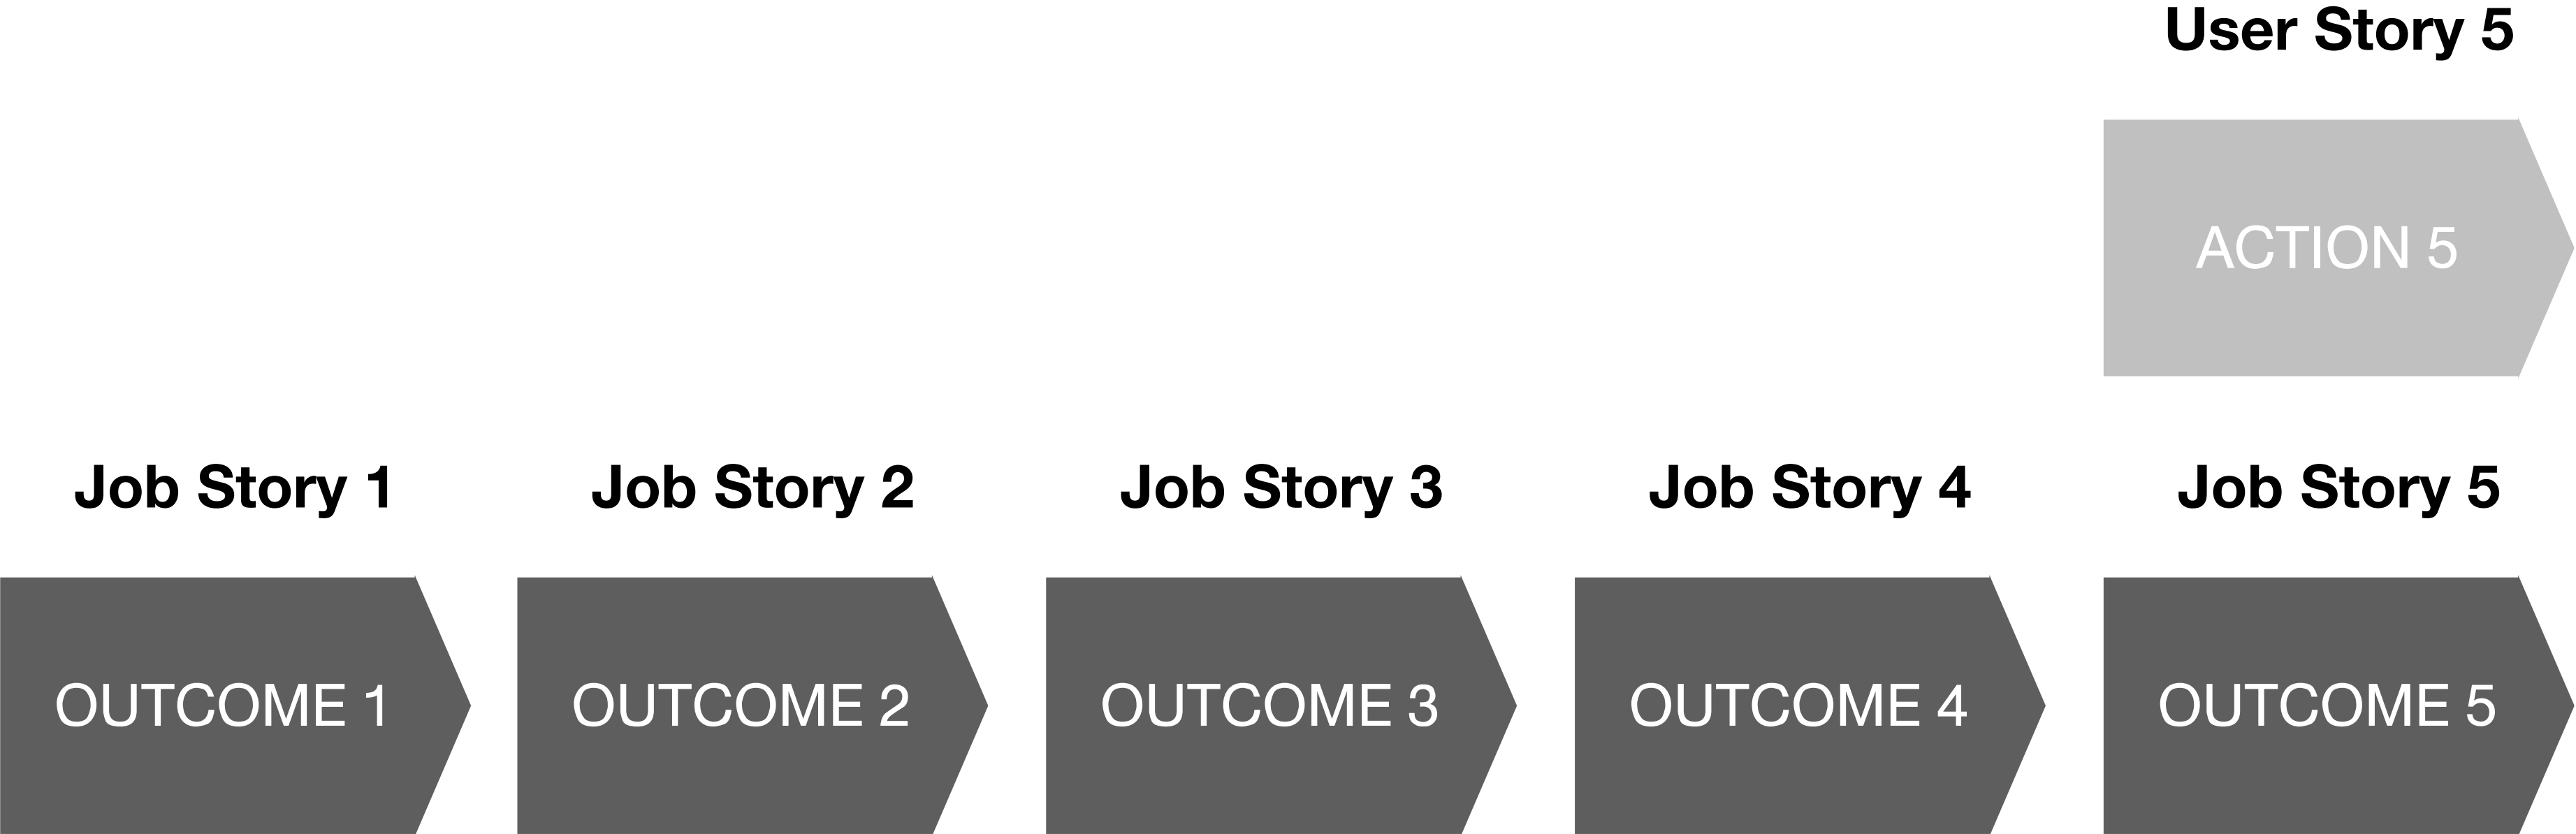 User Story 5
ACTION 5
Job Story 1
Job Story 2
Job Story 3
Job Story 4
Job Story 5
OUTCOME 1
OUTCOME 2
OUTCOME 3
OUTCOME 4
OUTCOME 5